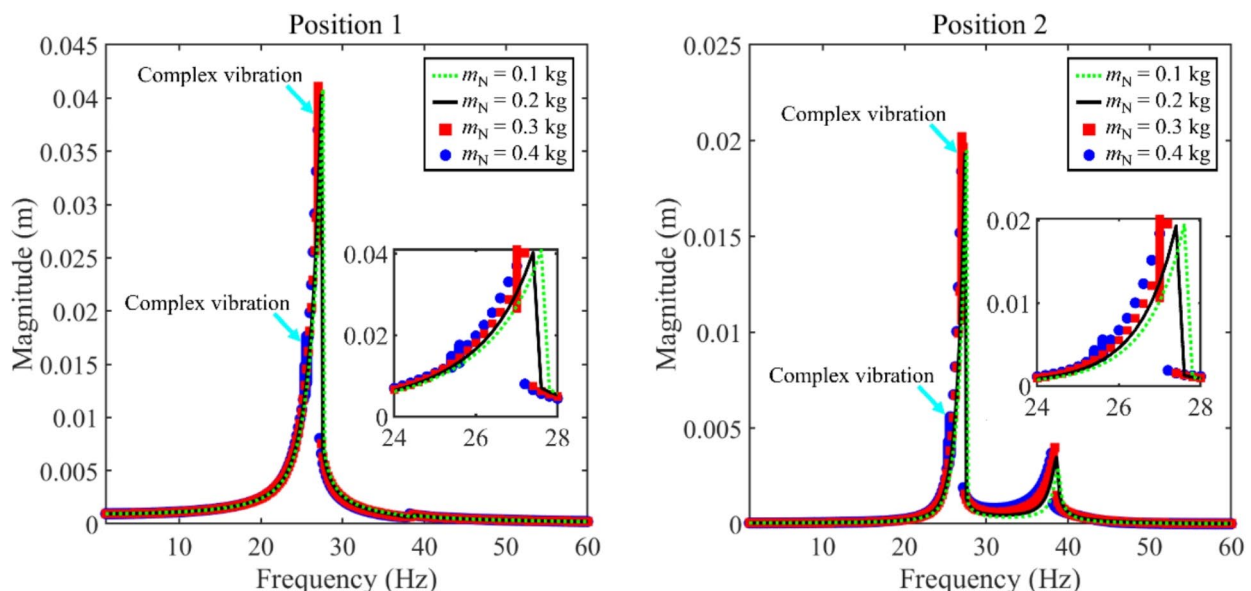 Position 1
Magnitude (m)
0.045
0.04
0.035
0.03
0.025
0.02
0.015
0.01
0.005
0
10
20
30
40
50
60
Frequency (Hz)
Complex vibration
Complex vibration
m_N = 0.1 kg
m_N = 0.2 kg
m_N = 0.3 kg
m_N = 0.4 kg
0.04
0.02
0
24
26
28
Position 2
Magnitude (m)
0.025
0.02
0.015
0.01
0.005
0
10
20
30
40
50
60
Frequency (Hz)
Complex vibration
Complex vibration
m_N = 0.1 kg
m_N = 0.2 kg
m_N = 0.3 kg
m_N = 0.4 kg
0.02
0.01
0
24
26
28